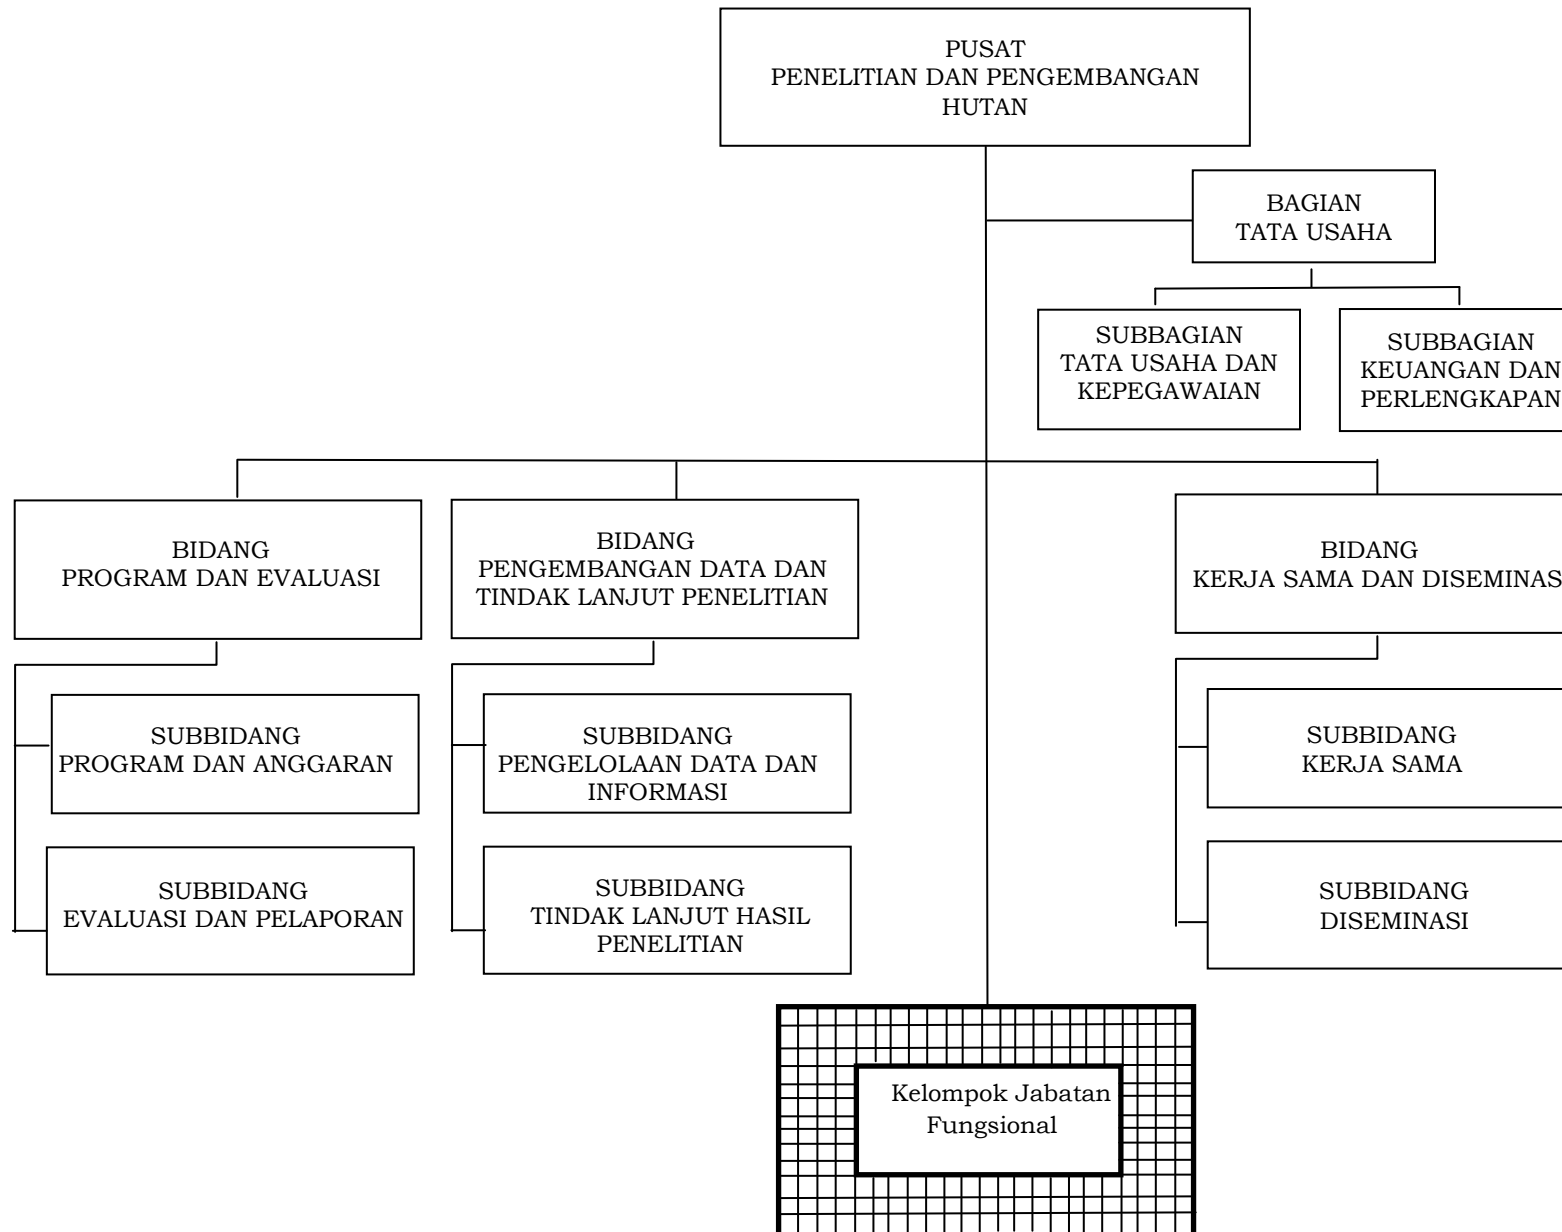 PUSAT
PENELITIAN DAN PENGEMBANGAN
HUTAN
BAGIAN
TATA USAHA
SUBBAGIAN
TATA USAHA DAN
KEPEGAWAIAN
SUBBAGIAN
KEUANGAN DAN
PERLENGKAPAN
BIDANG
PROGRAM DAN EVALUASI
BIDANG
PENGEMBANGAN DATA DAN
TINDAK LANJUT PENELITIAN
BIDANG
KERJA SAMA DAN DISEMINAS
SUBBIDANG
PROGRAM DAN ANGGARAN
SUBBIDANG
PENGELOLAAN DATA DAN
INFORMASI
SUBBIDANG
KERJA SAMA
SUBBIDANG
EVALUASI DAN PELAPORAN
SUBBIDANG
TINDAK LANJUT HASIL
PENELITIAN
SUBBIDANG
DISEMINASI
Kelompok Jabatan
Fungsional